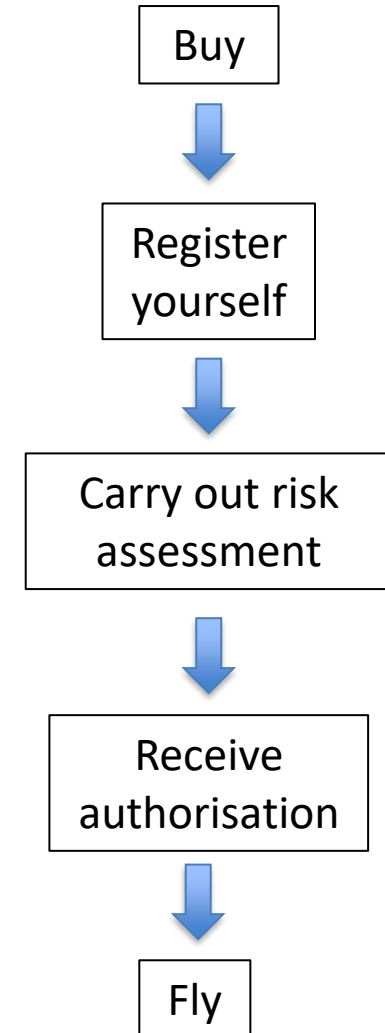 Buy
Register
yourself
Carry out risk
assessment
Receive
authorisation
Fly